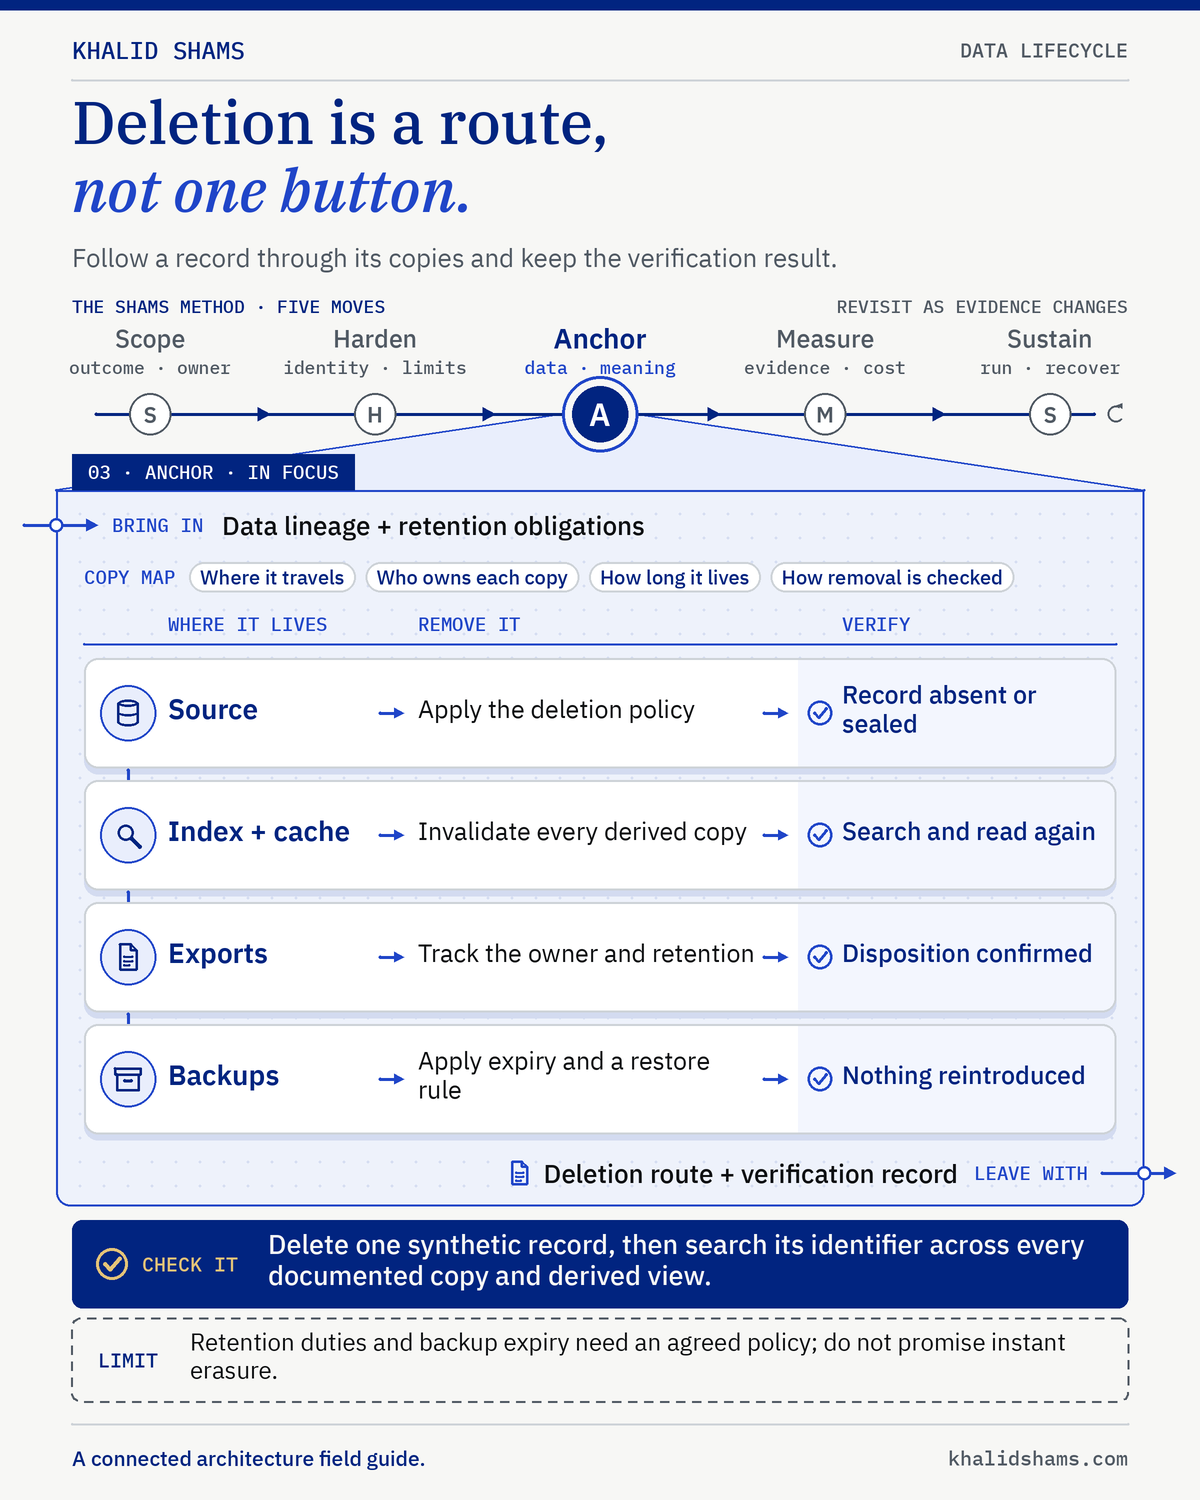 KHALID SHAMS
DATA LIFECYCLE
Deletion is a route,
not one button.
Follow a record through its copies and keep the verification result.
THE SHAMS METHOD · FIVE MOVES
REVISIT AS EVIDENCE CHANGES
Scope
outcome · owner
Harden
identity · limits
Anchor
data · meaning
Measure
evidence · cost
Sustain
run · recover
S
H
A
M
S
03 · ANCHOR · IN FOCUS
BRING IN Data lineage + retention obligations
COPY MAP Where it travels Who owns each copy How long it lives How removal is checked
WHERE IT LIVES REMOVE IT VERIFY
Source
Apply the deletion policy
Record absent or
sealed
Index + cache
Invalidate every derived copy
Search and read again
Exports
Track the owner and retention
Disposition confirmed
Backups
Apply expiry and a restore
rule
Nothing reintroduced
Deletion route + verification record LEAVE WITH
CHECK IT
Delete one synthetic record, then search its identifier across every
documented copy and derived view.
LIMIT
Retention duties and backup expiry need an agreed policy; do not promise instant
erasure.
A connected architecture field guide.
khalidshams.com